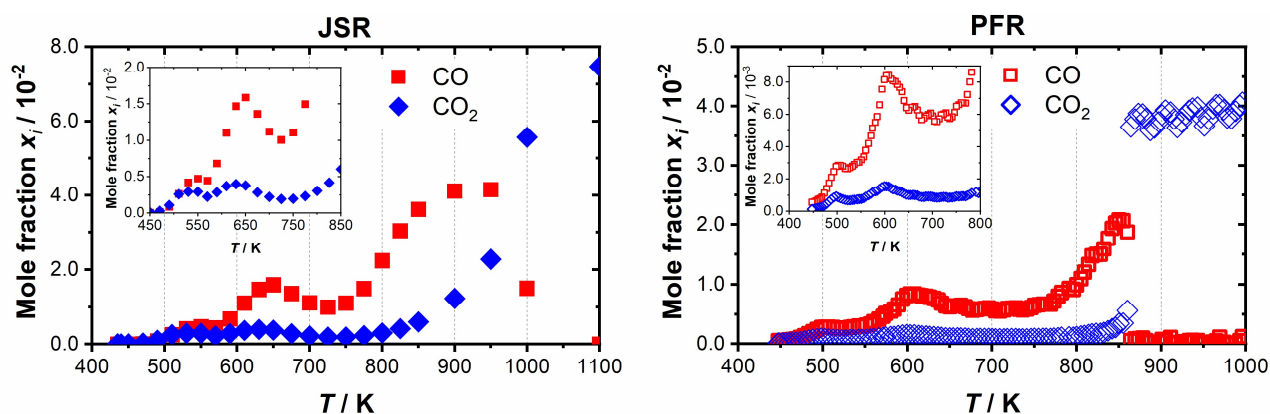 JSR
Mole fraction xᵢ / 10⁻²
8.0
6.0
4.0
2.0
0.0
400 500 600 700 800 900 1000 1100
T / K
CO
CO₂
Mole fraction xᵢ / 10⁻²
2.0
1.5
1.0
0.5
0.0
450 550 650 750 850
T / K
PFR
Mole fraction xᵢ / 10⁻²
5.0
4.0
3.0
2.0
1.0
0.0
400 500 600 700 800 900 1000
T / K
CO
CO₂
Mole fraction xᵢ / 10⁻³
8.0
6.0
4.0
2.0
0.0
400 500 600 700 800
T / K